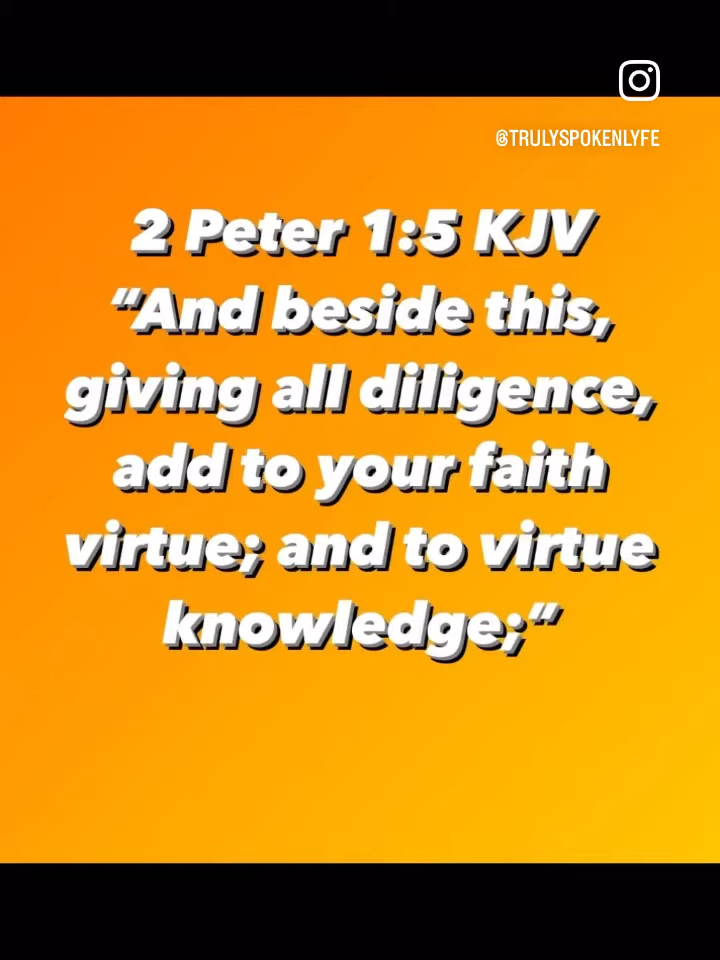 @TRULYSPOKENLYFE
2 Peter 1:5 KJV
“And beside this,
giving all diligence,
add to your faith
virtue; and to virtue
knowledge;”